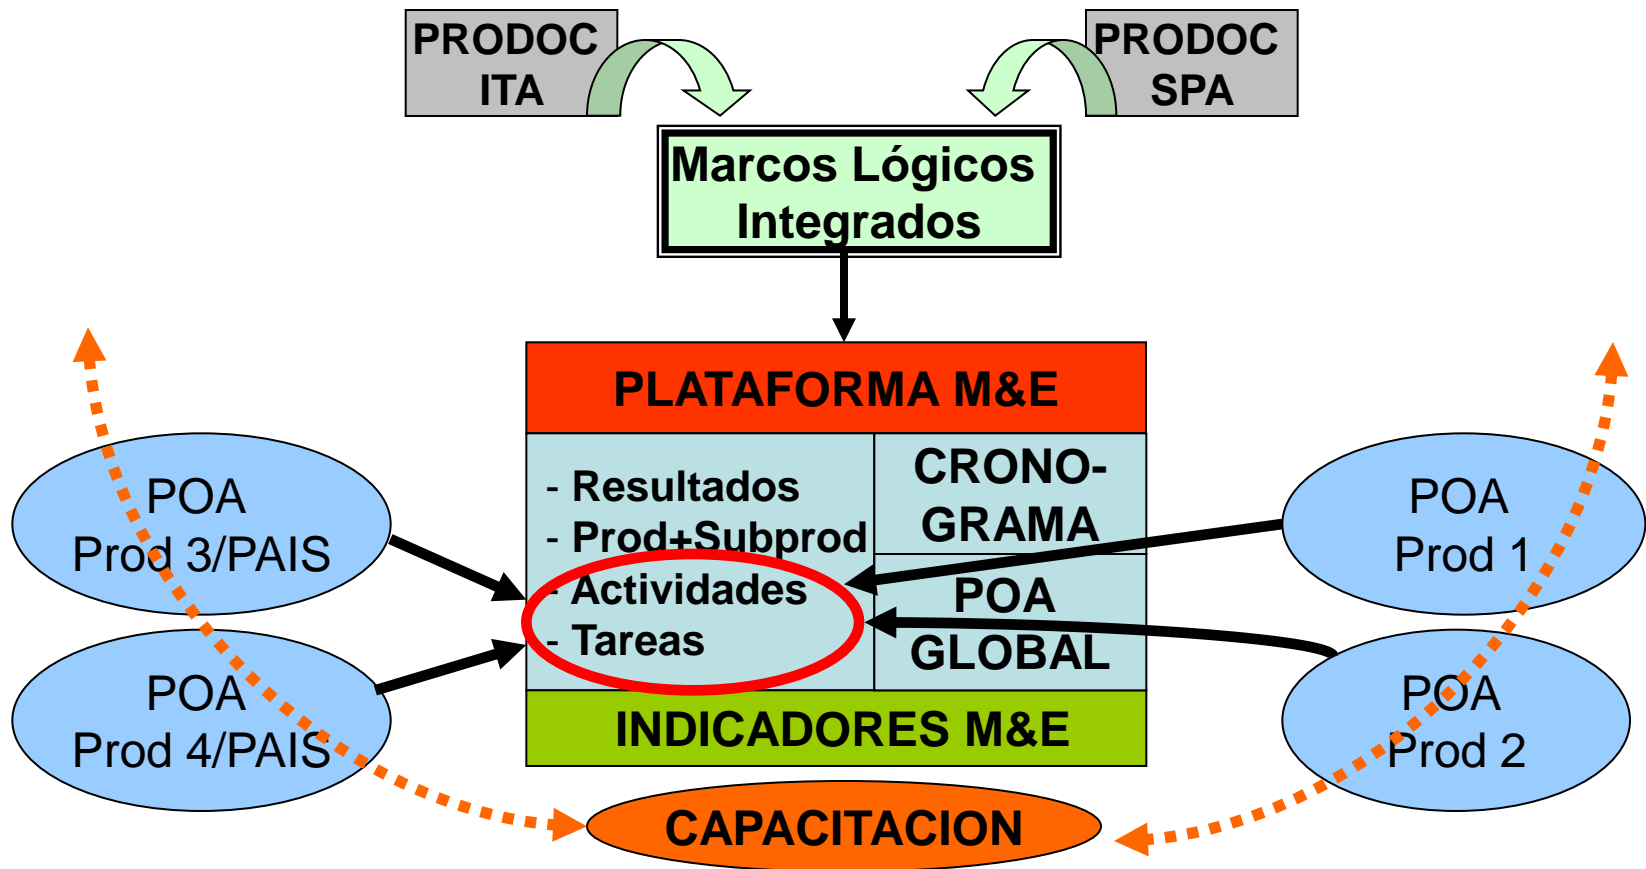 PRODOC
ITA
PRODOC
SPA
Marcos Lógicos
Integrados
PLATAFORMA M&E
- Resultados
- Prod+Subprod
- Actividades
- Tareas
CRONO-
GRAMA
POA
GLOBAL
INDICADORES M&E
POA
Prod 3/PAIS
POA
Prod 4/PAIS
POA
Prod 1
POA
Prod 2
CAPACITACION